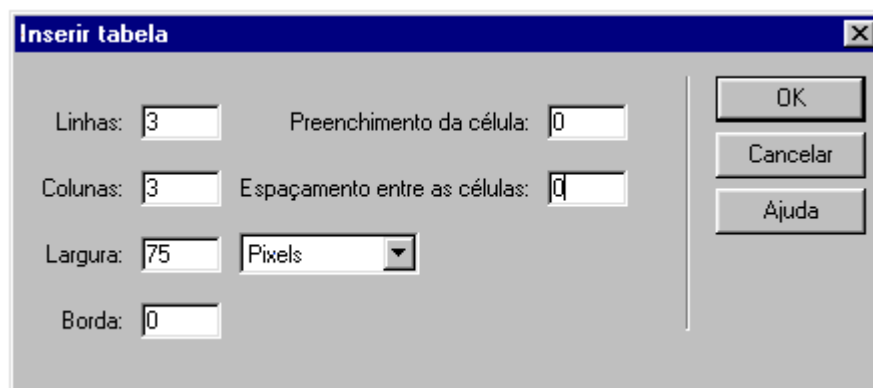 Inserir tabela
Linhas: 3 Preenchimento da célula: 0 OK
Cancelar
Colunas: 3 Espaçamento entre as células: 0
Ajuda
Largura: 75 Pixels
Borda: 0